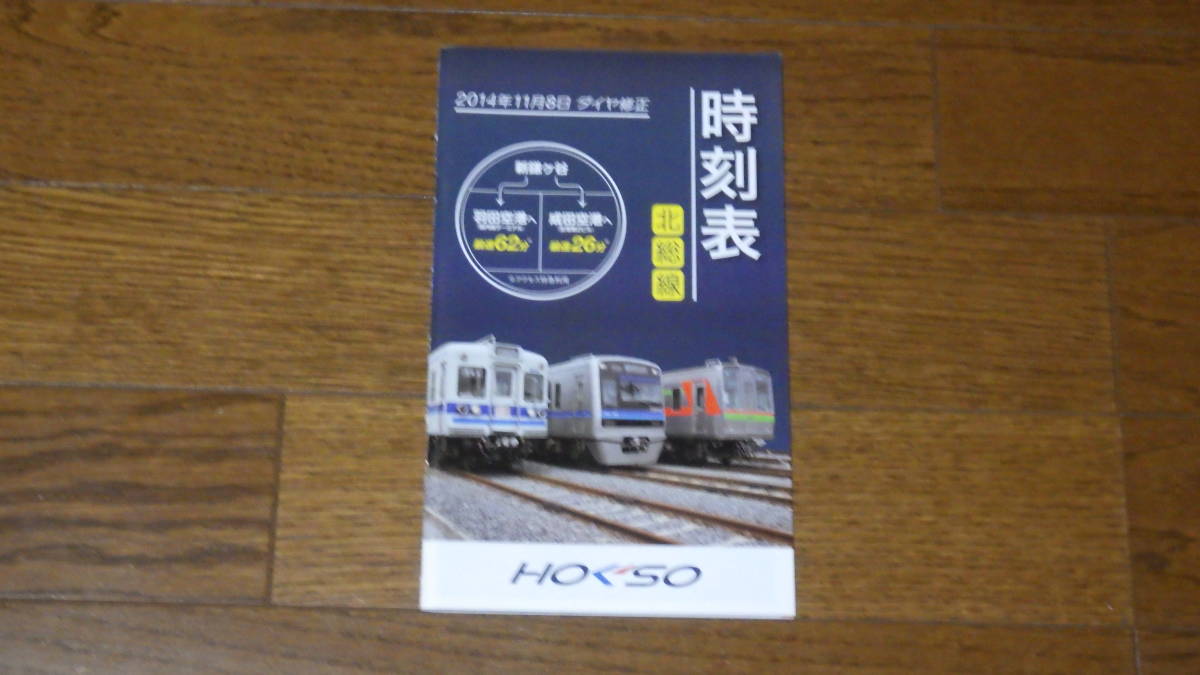 2014年11月8日 ダイヤ修正
時刻表
北総線
新鎌ヶ谷
羽田空港へ
最速62分
成田空港へ
最速26分
HOKSO